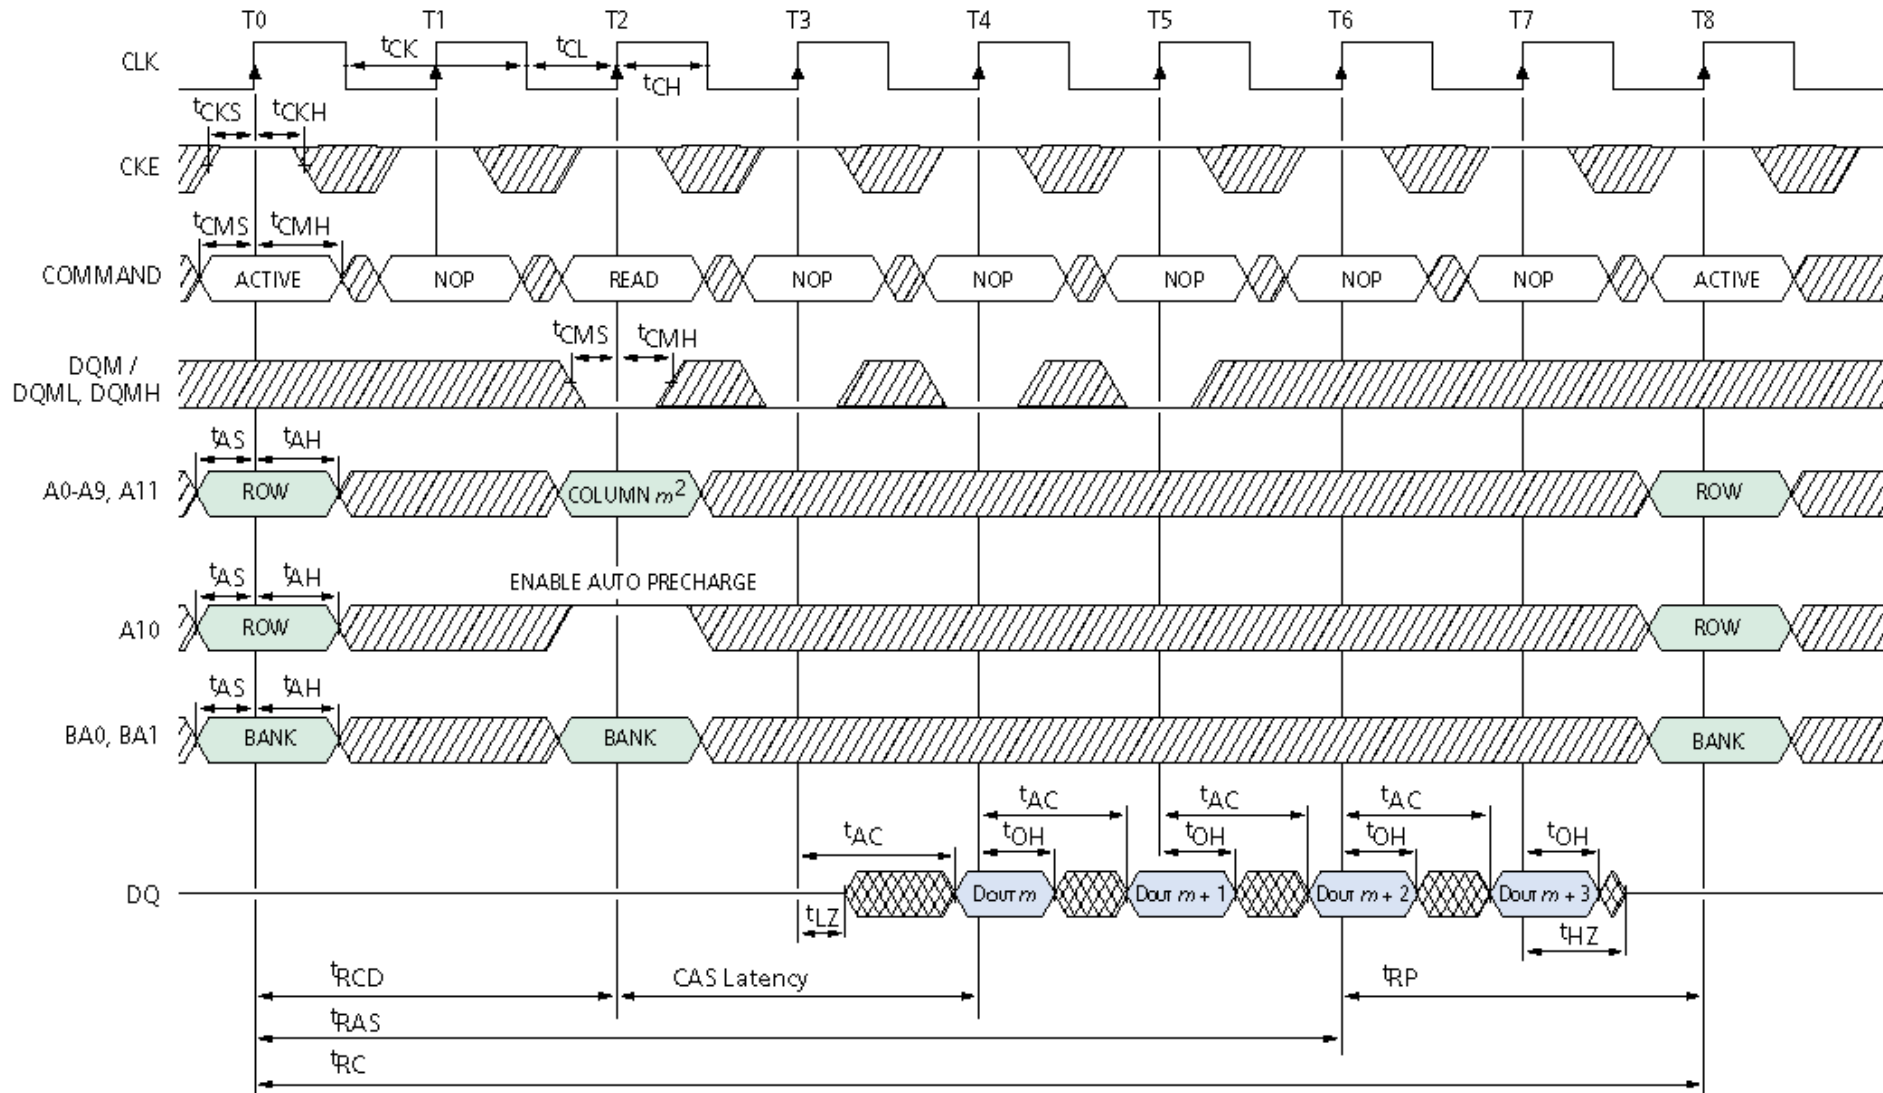 T0 T1 T2 T3 T4 T5 T6 T7 T8
CLK tCK tCL
tCH
tCKS tCKH
CKE
tCMS tCMH
COMMAND ACTIVE NOP READ NOP NOP NOP NOP NOP ACTIVE
tCMS tCMH
DQM /
DQML, DQMH
tAS tAH
A0-A9, A11 ROW COLUMN m2 ROW
tAS tAH ENABLE AUTO PRECHARGE
A10 ROW ROW
tAS tAH
BA0, BA1 BANK BANK BANK
tAC tAC tAC
tAC tOH tOH tOH tOH
DQ DOUT m DOUT m + 1 DOUT m + 2 DOUT m + 3
tLZ tHZ
tRCD CAS Latency tRP
tRAS
tRC